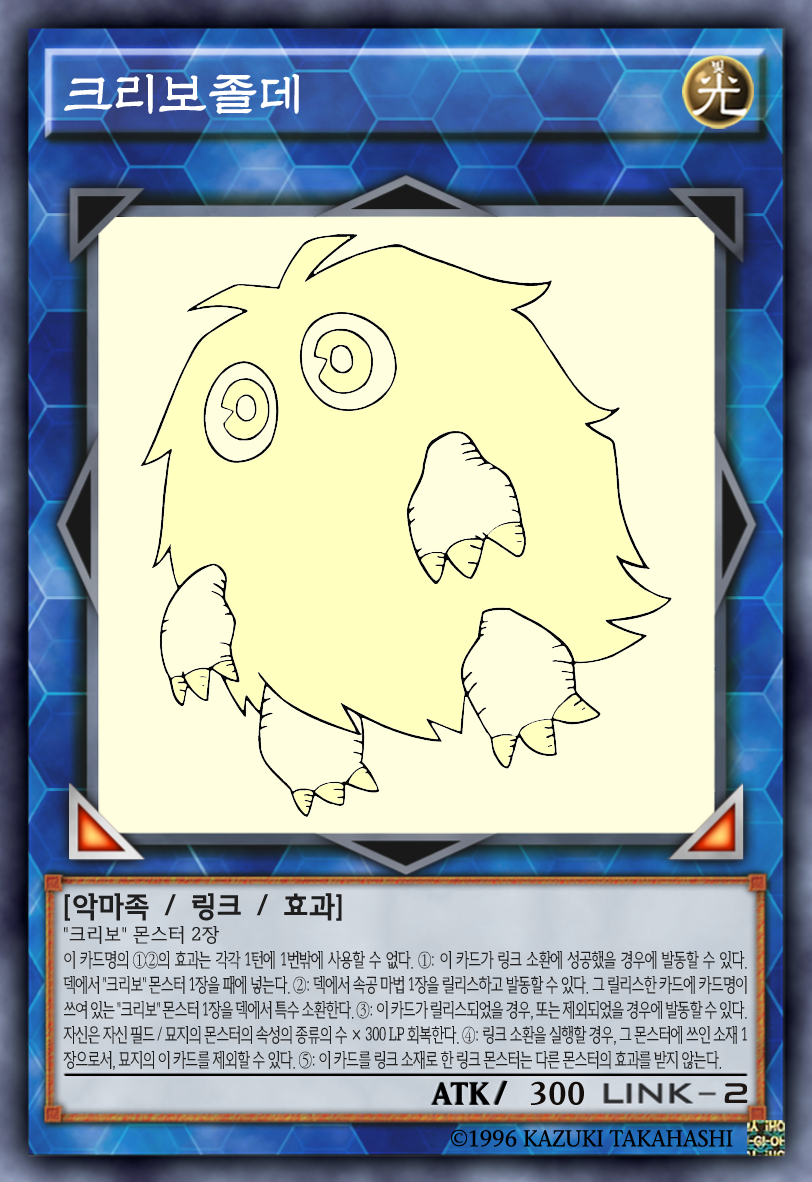 크리보졸데
빛
光
[악마족 / 링크 / 효과]
"크리보" 몬스터 2장
이 카드명의 ①②의 효과는 각각 1턴에 1번밖에 사용할 수 없다. ①: 이 카드가 링크 소환에 성공했을 경우에 발동할 수 있다.
덱에서 "크리보" 몬스터 1장을 패에 넣는다. ②: 덱에서 속공 마법 1장을 릴리스하고 발동할 수 있다. 그 릴리스한 카드에 카드명이
쓰여 있는 "크리보" 몬스터 1장을 덱에서 특수 소환한다. ③: 이 카드가 릴리스되었을 경우, 또는 제외되었을 경우에 발동할 수 있다.
자신은 자신 필드 / 묘지의 몬스터의 속성의 종류의 수 × 300 LP 회복한다. ④: 링크 소환을 실행할 경우, 그 몬스터에 쓰인 소재 1
장으로서, 묘지의 이 카드를 제외할 수 있다. ⑤: 이 카드를 링크 소재로 한 링크 몬스터는 다른 몬스터의 효과를 받지 않는다.
ATK/ 300 LINK-2
©1996 KAZUKI TAKAHASHI